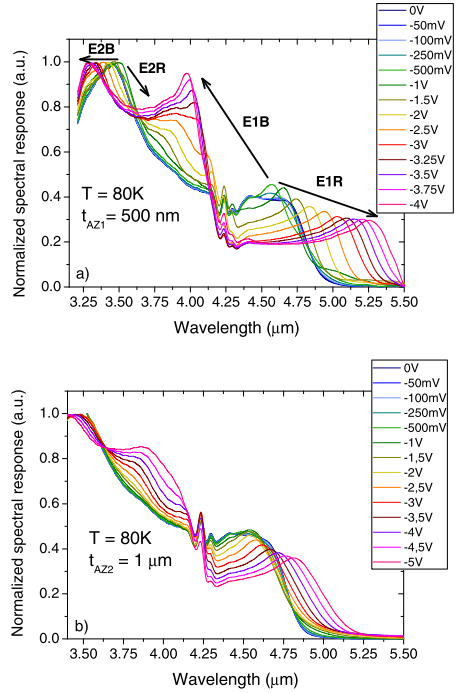 0V
-50mV
-100mV
-250mV
-500mV
-1V
-1.5V
-2V
-2.5V
-3V
-3.25V
-3.5V
-3.75V
-4V
E2B
E2R
E1B
E1R
T = 80K
tAZ1 = 500 nm
a)
Normalized spectral response (a.u.)
1.0
0.8
0.6
0.4
0.2
0.0
3.25 3.50 3.75 4.00 4.25 4.50 4.75 5.00 5.25 5.50
Wavelength (μm)
0V
-50mV
-100mV
-250mV
-500mV
-1V
-1,5V
-2V
-2,5V
-3V
-3,5V
-4V
-4,5V
-5V
T = 80K
tAZ2 = 1 μm
b)
Normalized spectral response (a.u.)
1.0
0.8
0.6
0.4
0.2
0.0
3.50 3.75 4.00 4.25 4.50 4.75 5.00 5.25 5.50
Wavelength (μm)